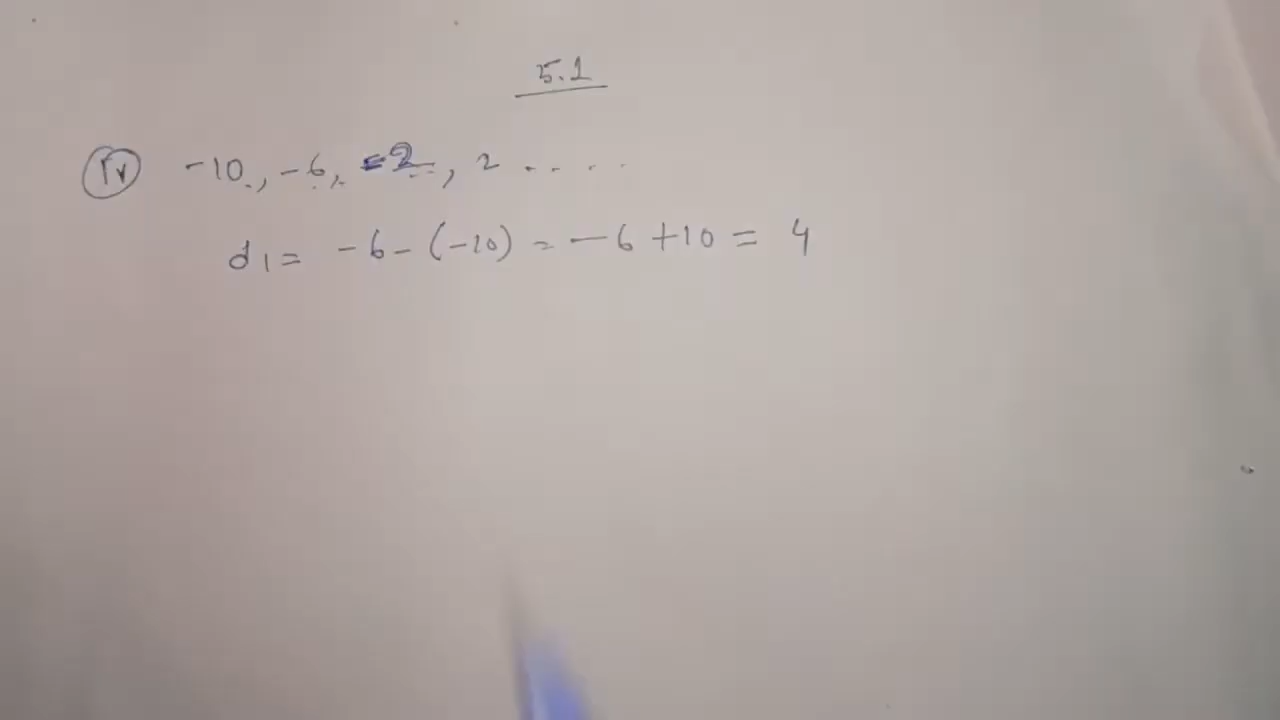 5.1
(iv) -10, -6, -2, 2 ....
d1 = -6-(-10) = -6+10 = 4